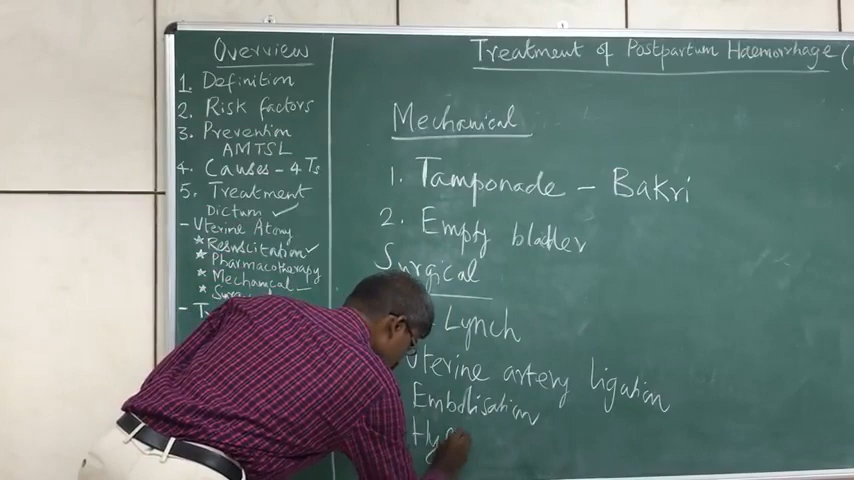 Overview
1. Definition
2. Risk factors
3. Prevention
AMTSL
4. Causes - 4 Ts
5. Treatment
Dictum ✓
- Uterine Atony
* Resuscitation ✓
* Pharmacotherapy
* Mechanical -
*
- T
Treatment of Postpartum Haemorrhage (
Mechanical
1. Tamponade - Bakri
2. Empty bladder
Surgical
Lynch
Uterine artery ligation
Embolisation
Hys